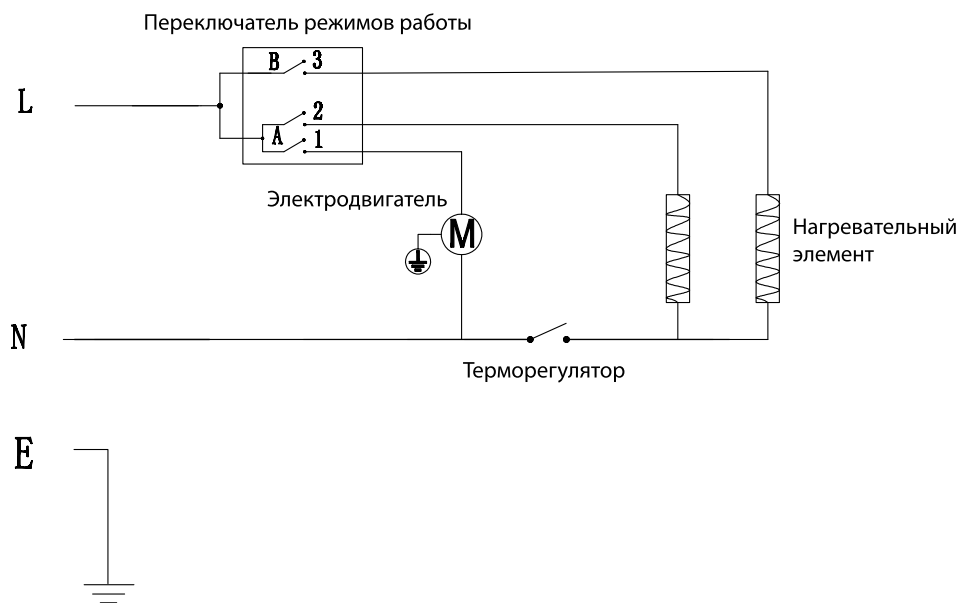 Переключатель режимов работы
B 3
L
2
A 1
Электродвигатель
M
Нагревательный
элемент
N
Терморегулятор
E